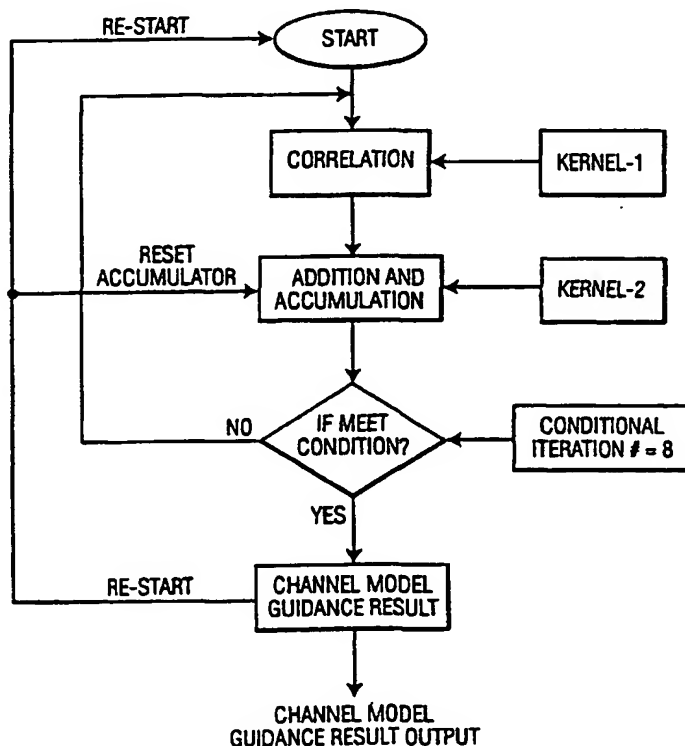 RE-START
START
CORRELATION
KERNEL-1
RESET
ACCUMULATOR
ADDITION AND
ACCUMULATION
KERNEL-2
NO
IF MEET
CONDITION?
CONDITIONAL
ITERATION # = 8
YES
RE-START
CHANNEL MODEL
GUIDANCE RESULT
CHANNEL MODEL
GUIDANCE RESULT OUTPUT